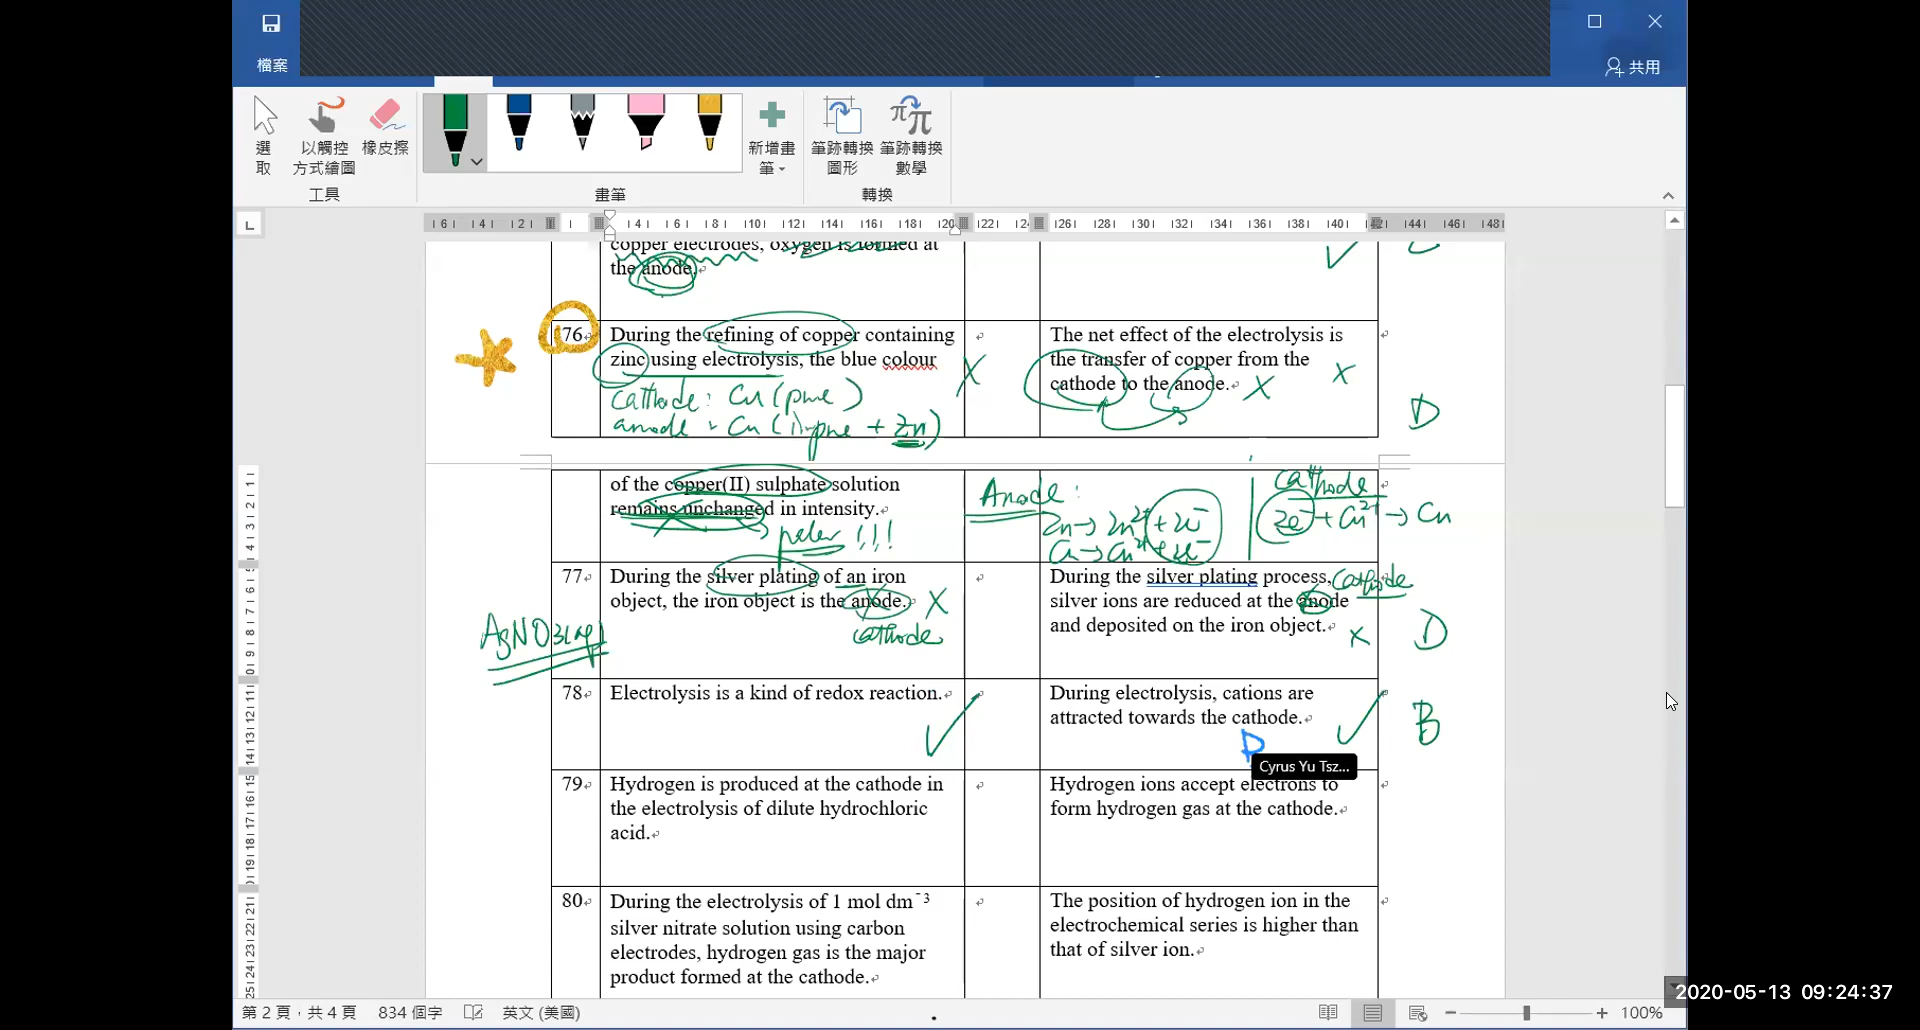 檔案
共用
選取
以觸控方式繪圖
橡皮擦
新增畫筆
筆跡轉換圖形
筆跡轉換數學
工具
畫筆
轉換
L
copper electrodes, oxygen is formed at
the anode.
76
During the refining of copper containing
zinc using electrolysis, the blue colour
X
cathode: Cu (pure)
anode: Cu (impure + Zn)
The net effect of the electrolysis is
the transfer of copper from the
cathode to the anode.
X
X
D
of the copper(II) sulphate solution
remains unchanged in intensity.
paler !!!
Anode:
Zn → Zn2+ + 2e-
Cu → Cu2+ + 2e-
cathode
2e- + Cu2+ → Cu
77
During the silver plating of an iron
object, the iron object is the anode.
X
cathode
AgNO3(aq)
During the silver plating process,
cathode
silver ions are reduced at the anode
and deposited on the iron object.
x
D
78
Electrolysis is a kind of redox reaction.
During electrolysis, cations are
attracted towards the cathode.
B
Cyrus Yu Tsz...
79
Hydrogen is produced at the cathode in
the electrolysis of dilute hydrochloric
acid.
Hydrogen ions accept electrons to
form hydrogen gas at the cathode.
80
During the electrolysis of 1 mol dm-3
silver nitrate solution using carbon
electrodes, hydrogen gas is the major
product formed at the cathode.
The position of hydrogen ion in the
electrochemical series is higher than
that of silver ion.
第 2 頁，共 4 頁 834 個字 英文 (美國)
100%
2020-05-13 09:24:37